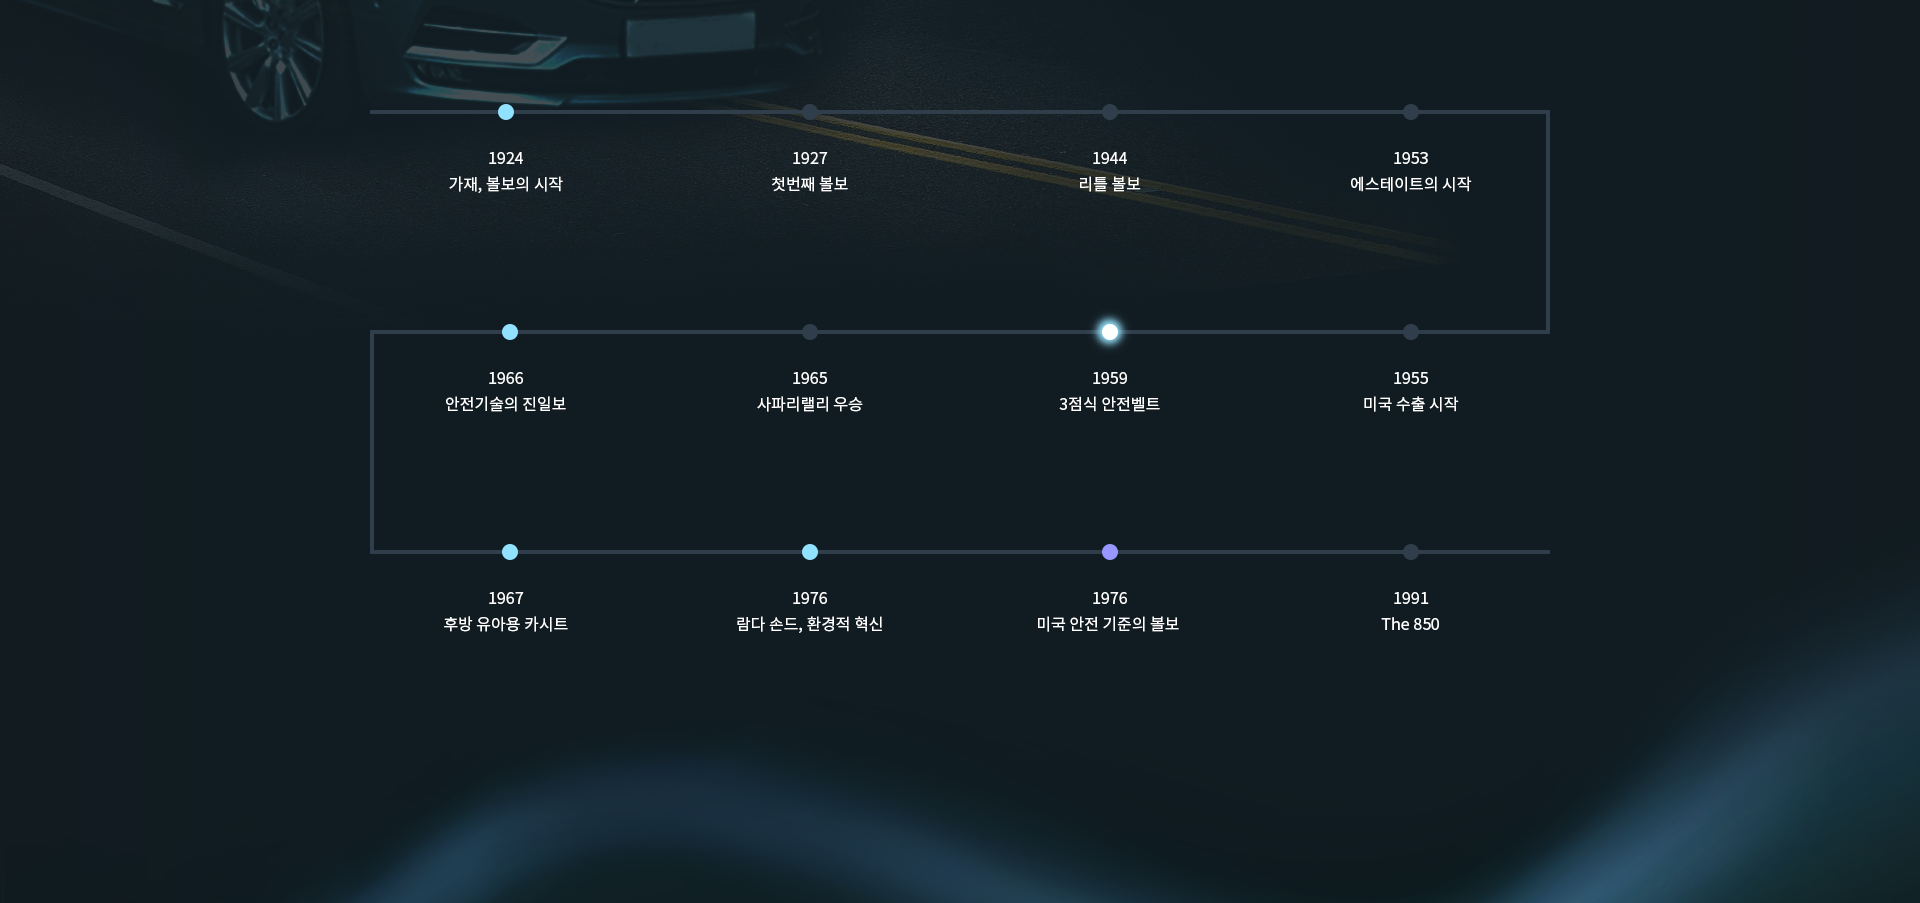 1924
가재, 볼보의 시작
1927
첫번째 볼보
1944
리틀 볼보
1953
에스테이트의 시작
1966
안전기술의 진일보
1965
사파리랠리 우승
1959
3점식 안전벨트
1955
미국 수출 시작
1967
후방 유아용 카시트
1976
람다 손드, 환경적 혁신
1976
미국 안전 기준의 볼보
1991
The 850